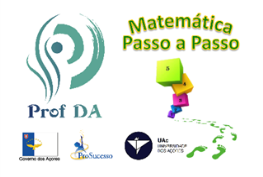 Matemática
Passo a Passo
Prof DA
Governo dos Açores
ProSucesso
UAc
UNIVERSIDADE
DOS AÇORES